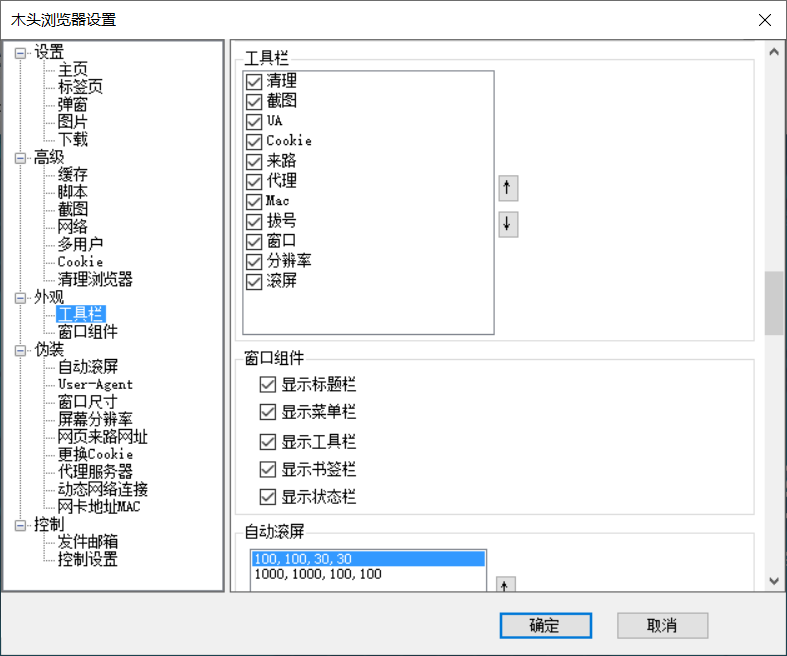 木头浏览器设置
设置
主页
标签页
弹窗
图片
下载
高级
缓存
脚本
截图
网络
多用户
Cookie
清理浏览器
外观
工具栏
窗口组件
伪装
自动滚屏
User-Agent
窗口尺寸
屏幕分辨率
网页来路网址
更换Cookie
代理服务器
动态网络连接
网卡地址MAC
控制
发件邮箱
控制设置
工具栏
清理
截图
UA
Cookie
来路
代理
Mac
拔号
窗口
分辨率
滚屏
窗口组件
显示标题栏
显示菜单栏
显示工具栏
显示书签栏
显示状态栏
自动滚屏
100,100,30,30
1000,1000,100,100
确定
取消